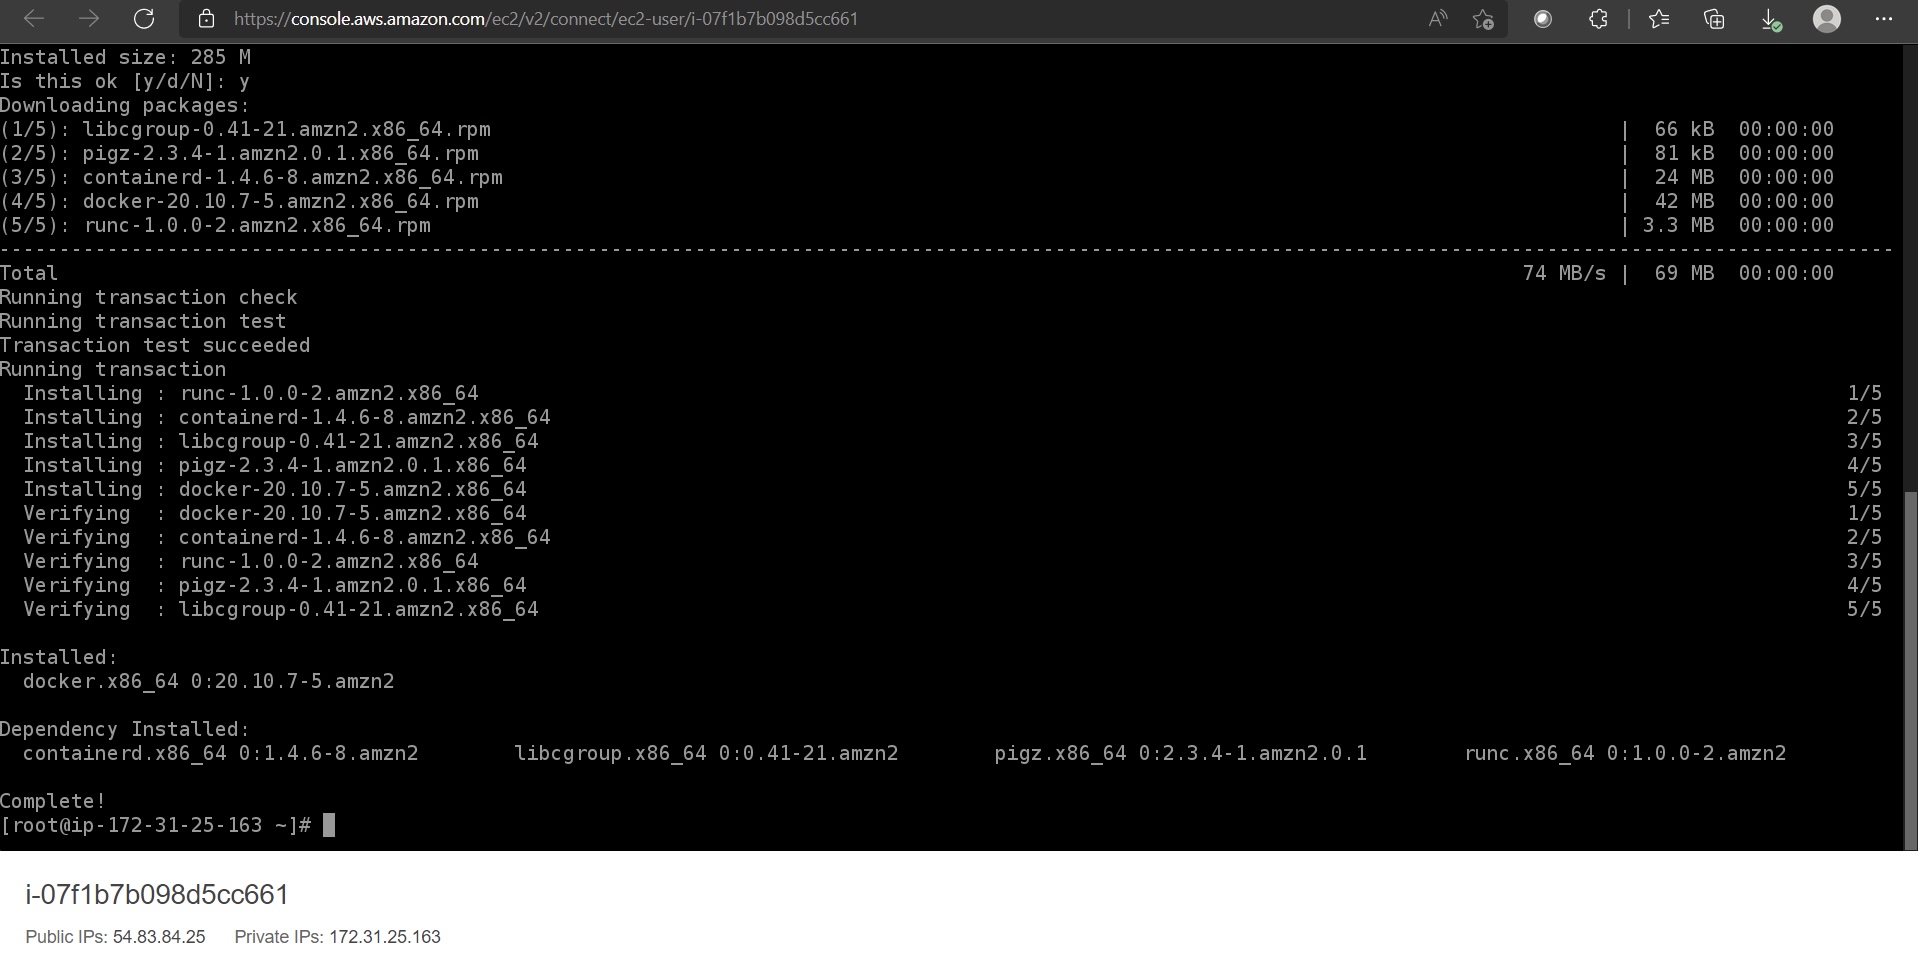 https://console.aws.amazon.com/ec2/v2/connect/ec2-user/i-07f1b7b098d5cc661
Installed size: 285 M
Is this ok [y/d/N]: y
Downloading packages:
(1/5): libcgroup-0.41-21.amzn2.x86_64.rpm | 66 kB 00:00:00
(2/5): pigz-2.3.4-1.amzn2.0.1.x86_64.rpm | 81 kB 00:00:00
(3/5): containerd-1.4.6-8.amzn2.x86_64.rpm | 24 MB 00:00:00
(4/5): docker-20.10.7-5.amzn2.x86_64.rpm | 42 MB 00:00:00
(5/5): runc-1.0.0-2.amzn2.x86_64.rpm | 3.3 MB 00:00:00
--------------------------------------------------------------------------------------------------------------------------------------------------------------
Total 74 MB/s | 69 MB 00:00:00
Running transaction check
Running transaction test
Transaction test succeeded
Running transaction
Installing : runc-1.0.0-2.amzn2.x86_64 1/5
Installing : containerd-1.4.6-8.amzn2.x86_64 2/5
Installing : libcgroup-0.41-21.amzn2.x86_64 3/5
Installing : pigz-2.3.4-1.amzn2.0.1.x86_64 4/5
Installing : docker-20.10.7-5.amzn2.x86_64 5/5
Verifying : docker-20.10.7-5.amzn2.x86_64 1/5
Verifying : containerd-1.4.6-8.amzn2.x86_64 2/5
Verifying : runc-1.0.0-2.amzn2.x86_64 3/5
Verifying : pigz-2.3.4-1.amzn2.0.1.x86_64 4/5
Verifying : libcgroup-0.41-21.amzn2.x86_64 5/5
Installed:
docker.x86_64 0:20.10.7-5.amzn2
Dependency Installed:
containerd.x86_64 0:1.4.6-8.amzn2 libcgroup.x86_64 0:0.41-21.amzn2 pigz.x86_64 0:2.3.4-1.amzn2.0.1 runc.x86_64 0:1.0.0-2.amzn2
Complete!
[root@ip-172-31-25-163 ~]#
i-07f1b7b098d5cc661
Public IPs: 54.83.84.25 Private IPs: 172.31.25.163